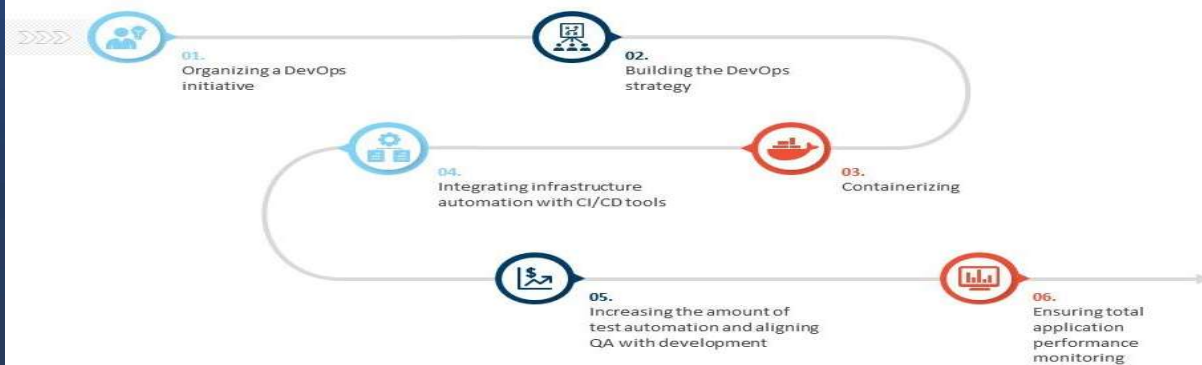 01.
Organizing a DevOps
initiative
02.
Building the DevOps
strategy
03.
Containerizing
04.
Integrating infrastructure
automation with CI/CD tools
05.
Increasing the amount of
test automation and aligning
QA with development
06.
Ensuring total
application
performance
monitoring